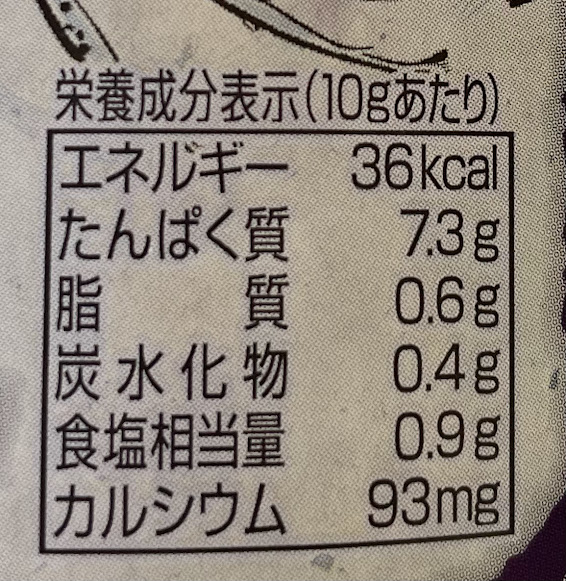 栄養成分表示(10gあたり)
エネルギー 36kcal
たんぱく質 7.3g
脂質 0.6g
炭水化物 0.4g
食塩相当量 0.9g
カルシウム 93mg